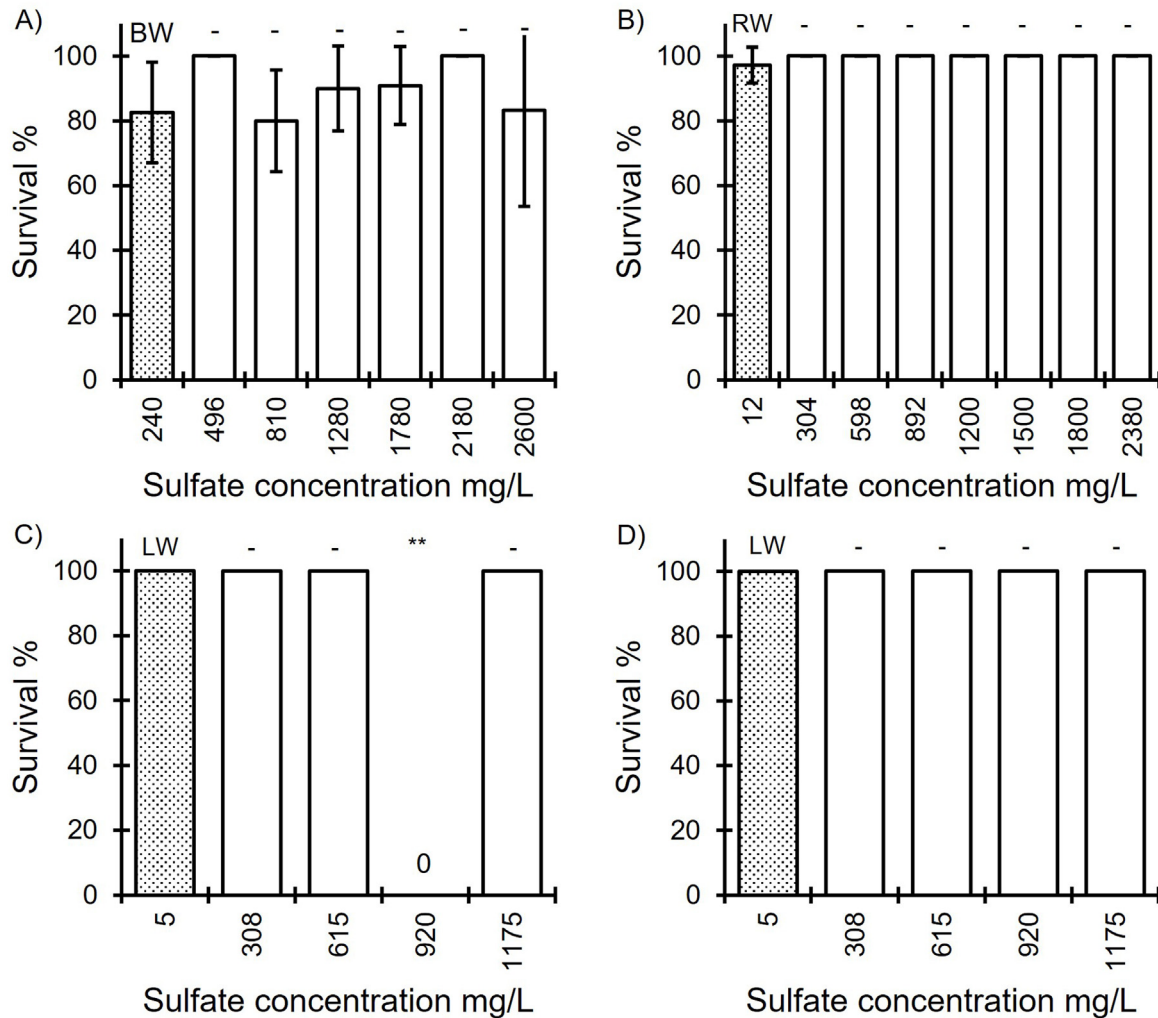 A)
BW - - - - - -
Survival %
100
80
60
40
20
0
240 496 810 1280 1780 2180 2600
Sulfate concentration mg/L
B)
RW - - - - - - -
Survival %
100
80
60
40
20
0
12 304 598 892 1200 1500 1800 2380
Sulfate concentration mg/L
C)
LW - - ** -
Survival %
100
80
60
40
20
0
0
5 308 615 920 1175
Sulfate concentration mg/L
D)
LW - - - -
Survival %
100
80
60
40
20
0
5 308 615 920 1175
Sulfate concentration mg/L